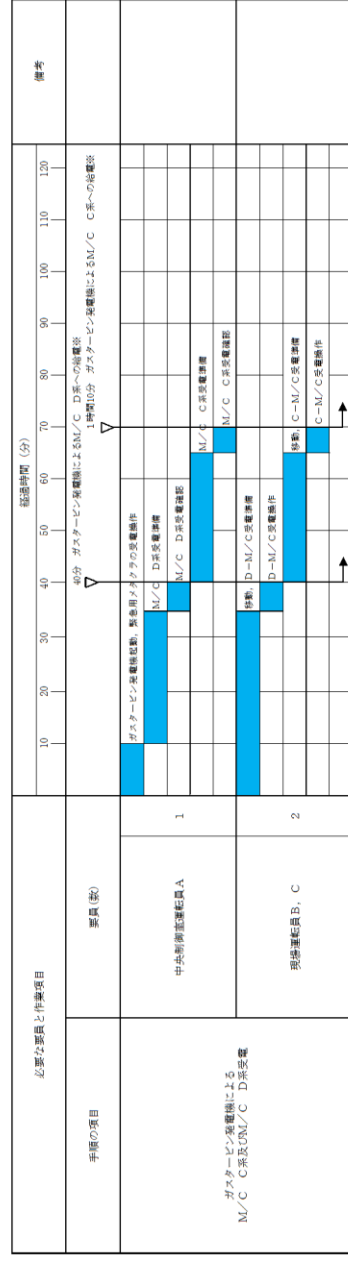 必要な要員と作業項目
経過時間（分）
備考
手順の項目
要員（数）
10 20 30 40 50 60 70 80 90 100 110 120
40分 ガスタービン発電機によるM／C D系への給電※
1時間10分 ガスタービン発電機によるM／C C系への給電※
ガスタービン発電機による
M／C C系及びM／C D系受電
中央制御室運転員A
1
ガスタービン発電機起動，緊急用メタクラの受電操作
M／C D系受電準備
M／C D系受電確認
M／C C系受電準備
M／C C系受電確認
現場運転員B，C
2
移動，D－M／C受電準備
D－M／C受電操作
移動，C－M／C受電準備
C－M／C受電操作